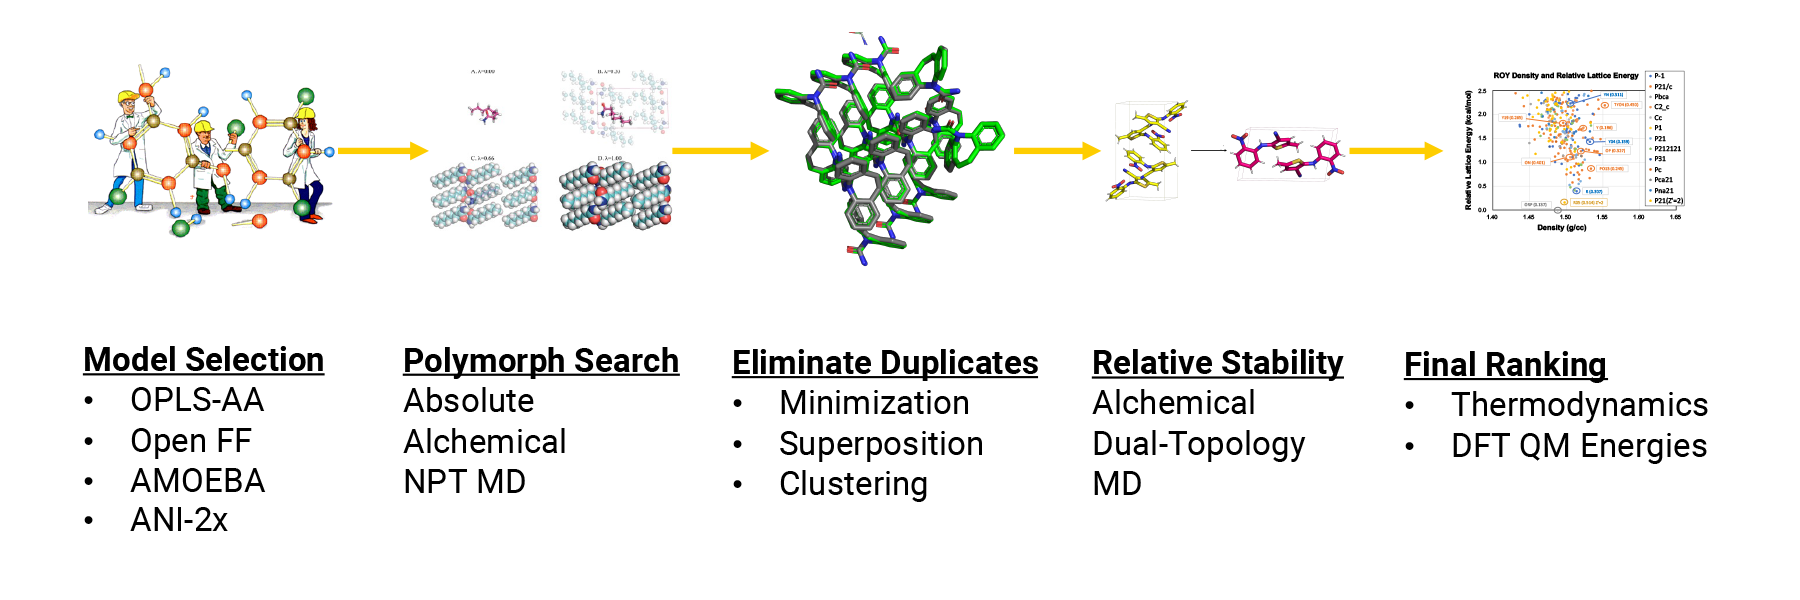 A. λ=0.00
B. λ=0.33
C. λ=0.66
D. λ=1.00
ROY Density and Relative Lattice Energy
Relative Lattice Energy (kcal/mol)
2.5
2.0
1.5
1.0
0.5
0.0
1.40
1.45
1.50
1.55
1.60
1.65
Density (g/cc)
P-1
P21/c
Pbca
C2_c
Cc
P1
P21
P212121
P31
Pc
Pca21
Pna21
P21(Z'=2)
Model Selection
• OPLS-AA
• Open FF
• AMOEBA
• ANI-2x
Polymorph Search
Absolute
Alchemical
NPT MD
Eliminate Duplicates
• Minimization
• Superposition
• Clustering
Relative Stability
Alchemical
Dual-Topology
MD
Final Ranking
• Thermodynamics
• DFT QM Energies